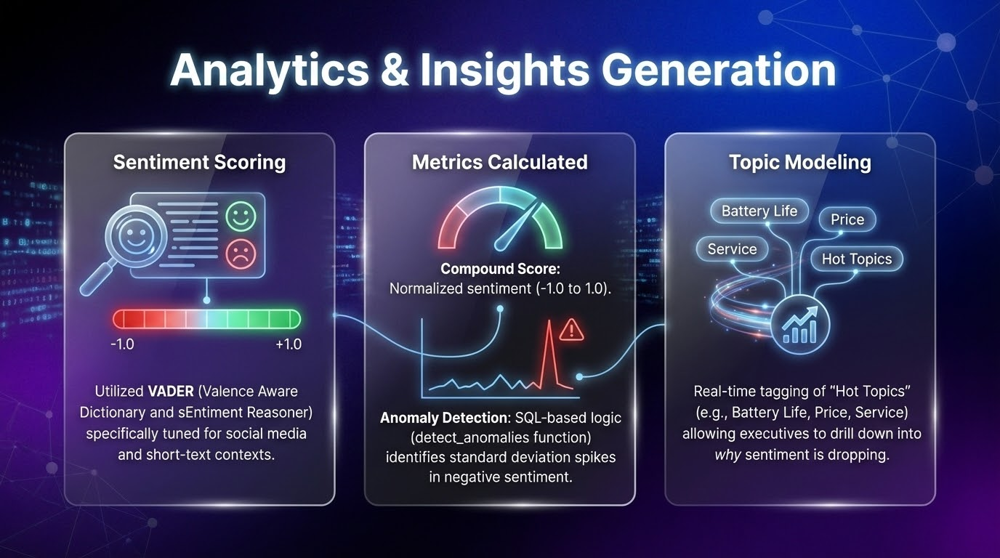 Analytics & Insights Generation
Sentiment Scoring
-1.0
+1.0
Utilized VADER (Valence Aware
Dictionary and sEntiment Reasoner)
specifically tuned for social media
and short-text contexts.
Metrics Calculated
Compound Score:
Normalized sentiment (-1.0 to 1.0).
Anomaly Detection: SQL-based logic
(detect_anomalies function)
identifies standard deviation spikes
in negative sentiment.
Topic Modeling
Battery Life
Price
Service
Hot Topics
Real-time tagging of “Hot Topics”
(e.g., Battery Life, Price, Service)
allowing executives to drill down into
why sentiment is dropping.